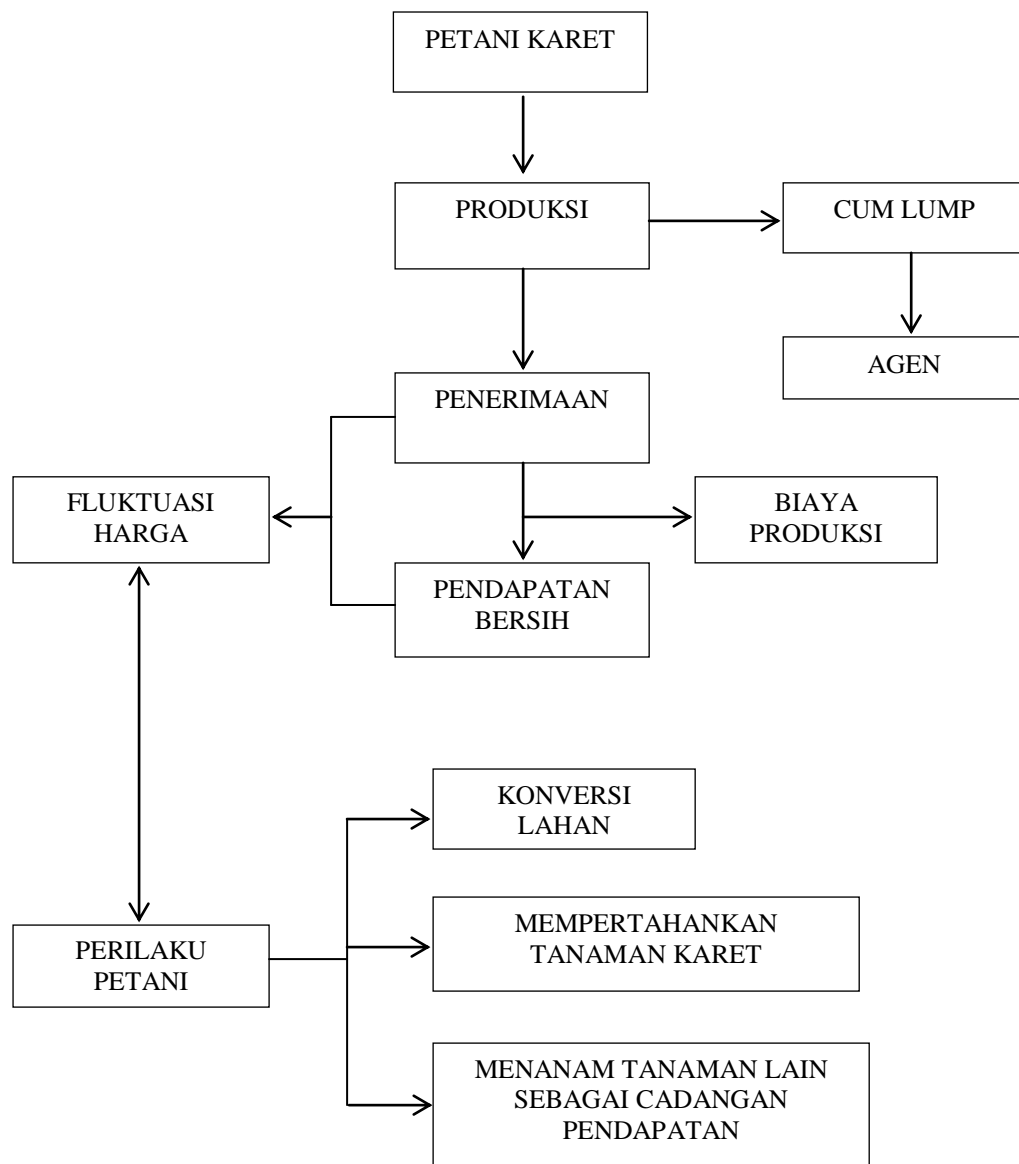 PETANI KARET
PRODUKSI
CUM LUMP
AGEN
PENERIMAAN
FLUKTUASI
HARGA
BIAYA
PRODUKSI
PENDAPATAN
BERSIH
KONVERSI
LAHAN
MEMPERTAHANKAN
TANAMAN KARET
PERILAKU
PETANI
MENANAM TANAMAN LAIN
SEBAGAI CADANGAN
PENDAPATAN